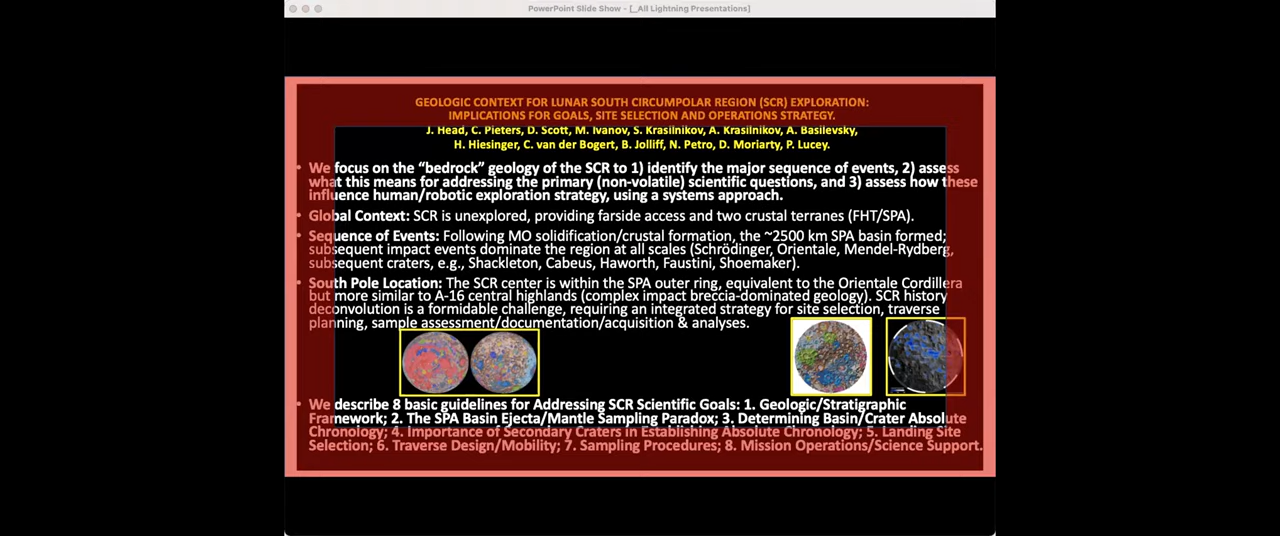 PowerPoint Slide Show - [_All Lightning Presentations]
GEOLOGIC CONTEXT FOR LUNAR SOUTH CIRCUMPOLAR REGION (SCR) EXPLORATION:
IMPLICATIONS FOR GOALS, SITE SELECTION AND OPERATIONS STRATEGY.
J. Head, C. Pieters, D. Scott, M. Ivanov, S. Krasilnikov, A. Krasilnikov, A. Basilevsky,
H. Hiesinger, C. van der Bogert, B. Jolliff, N. Petro, D. Moriarty, P. Lucey.
• We focus on the “bedrock” geology of the SCR to 1) identify the major sequence of events, 2) assess
what this means for addressing the primary (non-volatile) scientific questions, and 3) assess how these
influence human/robotic exploration strategy, using a systems approach.
• Global Context: SCR is unexplored, providing farside access and two crustal terranes (FHT/SPA).
• Sequence of Events: Following MO solidification/crustal formation, the ~2500 km SPA basin formed;
subsequent impact events dominate the region at all scales (Schrödinger, Orientale, Mendel-Rydberg,
subsequent craters, e.g., Shackleton, Cabeus, Haworth, Faustini, Shoemaker).
• South Pole Location: The SCR center is within the SPA outer ring, equivalent to the Orientale Cordillera
but more similar to A-16 central highlands (complex impact breccia-dominated geology). SCR history
deconvolution is a formidable challenge, requiring an integrated strategy for site selection, traverse
planning, sample assessment/documentation/acquisition & analyses.
• We describe 8 basic guidelines for Addressing SCR Scientific Goals: 1. Geologic/Stratigraphic
Framework; 2. The SPA Basin Ejecta/Mantle Sampling Paradox; 3. Determining Basin/Crater Absolute
Chronology; 4. Importance of Secondary Craters in Establishing Absolute Chronology; 5. Landing Site
Selection; 6. Traverse Design/Mobility; 7. Sampling Procedures; 8. Mission Operations/Science Support.